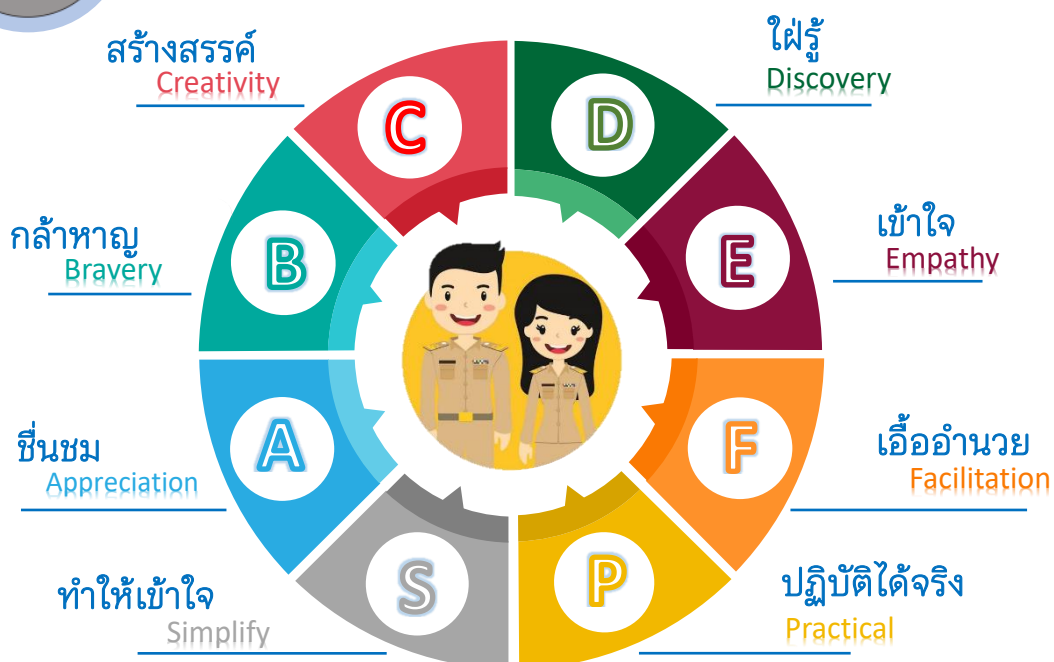 สร้างสรรค์
Creativity
ใฝ่รู้
Discovery
C
D
กล้าหาญ
Bravery
B
E
เข้าใจ
Empathy
ชื่นชม
Appreciation
A
F
เอื้ออำนวย
Facilitation
ทำให้เข้าใจ
Simplify
S
P
ปฏิบัติได้จริง
Practical